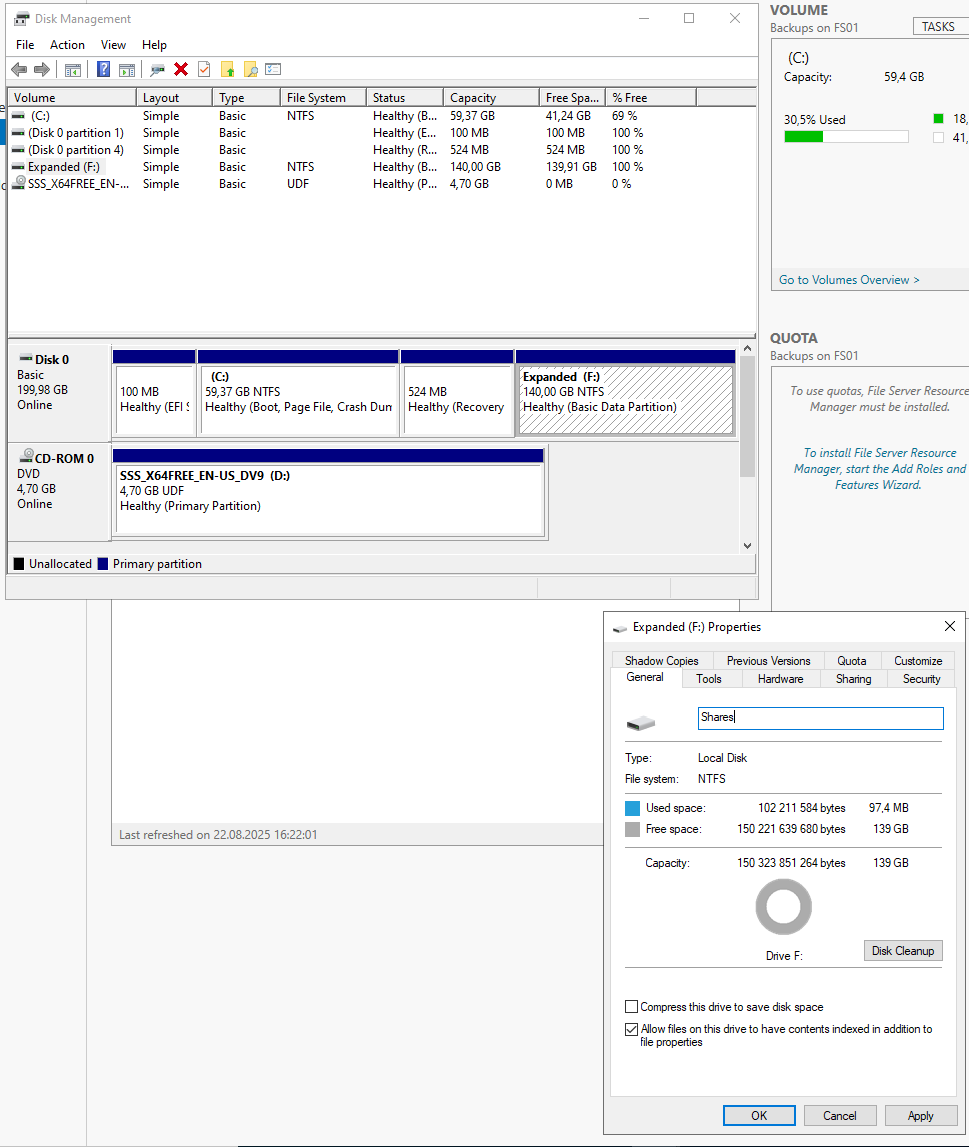 Disk Management
File Action View Help
Volume Layout Type File System Status Capacity Free Spa... % Free
(C:) Simple Basic NTFS Healthy (B... 59,37 GB 41,24 GB 69 %
(Disk 0 partition 1) Simple Basic Healthy (E... 100 MB 100 MB 100 %
(Disk 0 partition 4) Simple Basic Healthy (R... 524 MB 524 MB 100 %
Expanded (F:) Simple Basic NTFS Healthy (B... 140,00 GB 139,91 GB 100 %
SSS_X64FREE_EN-... Simple Basic UDF Healthy (P... 4,70 GB 0 MB 0 %
Disk 0
Basic
199,98 GB
Online
100 MB
Healthy (EFI S
(C:)
59,37 GB NTFS
Healthy (Boot, Page File, Crash Dun
524 MB
Healthy (Recovery
Expanded (F:)
140,00 GB NTFS
Healthy (Basic Data Partition)
CD-ROM 0
DVD
4,70 GB
Online
SSS_X64FREE_EN-US_DV9 (D:)
4,70 GB UDF
Healthy (Primary Partition)
Unallocated Primary partition
VOLUME
Backups on FS01
TASKS
(C:)
Capacity: 59,4 GB
30,5% Used
18,
41,
Go to Volumes Overview >
QUOTA
Backups on FS01
To use quotas, File Server Resource
Manager must be installed.
To install File Server Resource
Manager, start the Add Roles and
Features Wizard.
Last refreshed on 22.08.2025 16:22:01
Expanded (F:) Properties
Shadow Copies Previous Versions Quota Customize
General Tools Hardware Sharing Security
Shares
Type: Local Disk
File system: NTFS
Used space: 102 211 584 bytes 97,4 MB
Free space: 150 221 639 680 bytes 139 GB
Capacity: 150 323 851 264 bytes 139 GB
Drive F:
Disk Cleanup
Compress this drive to save disk space
Allow files on this drive to have contents indexed in addition to
file properties
OK Cancel Apply